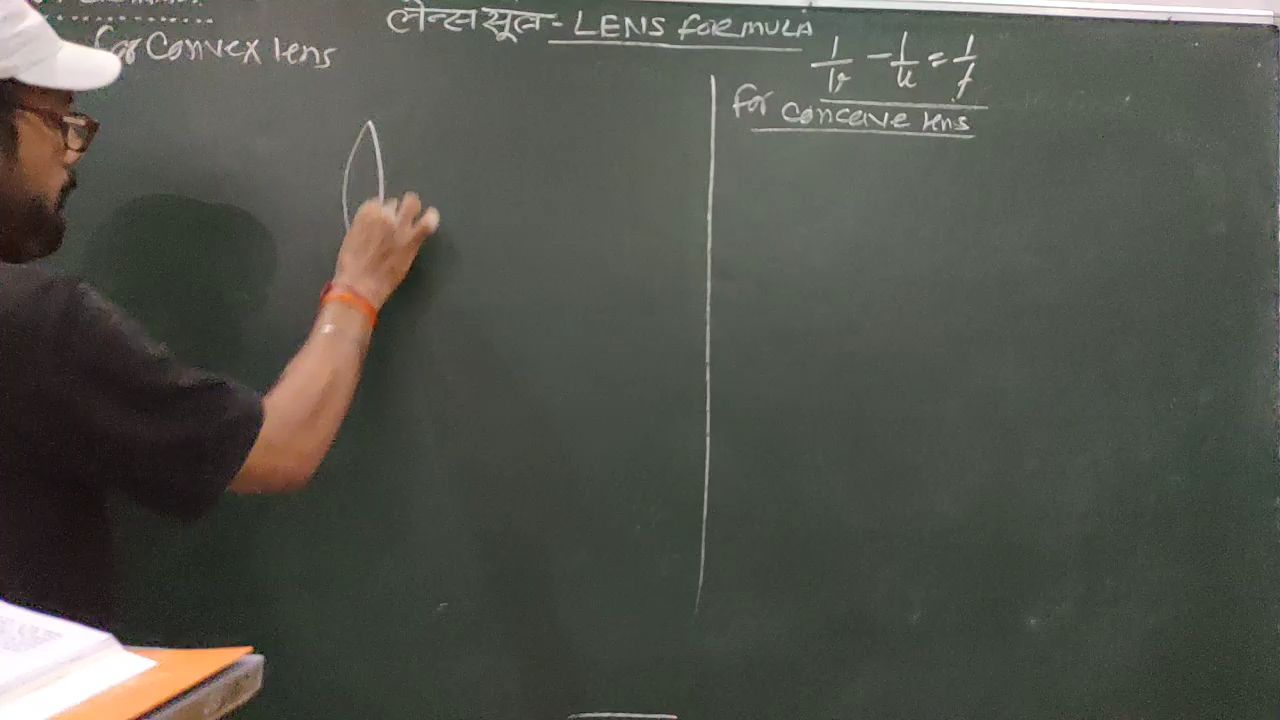 लेन्स सूत्र - LENS FORMULA
for Convex lens
1/v - 1/u = 1/f
for concave lens